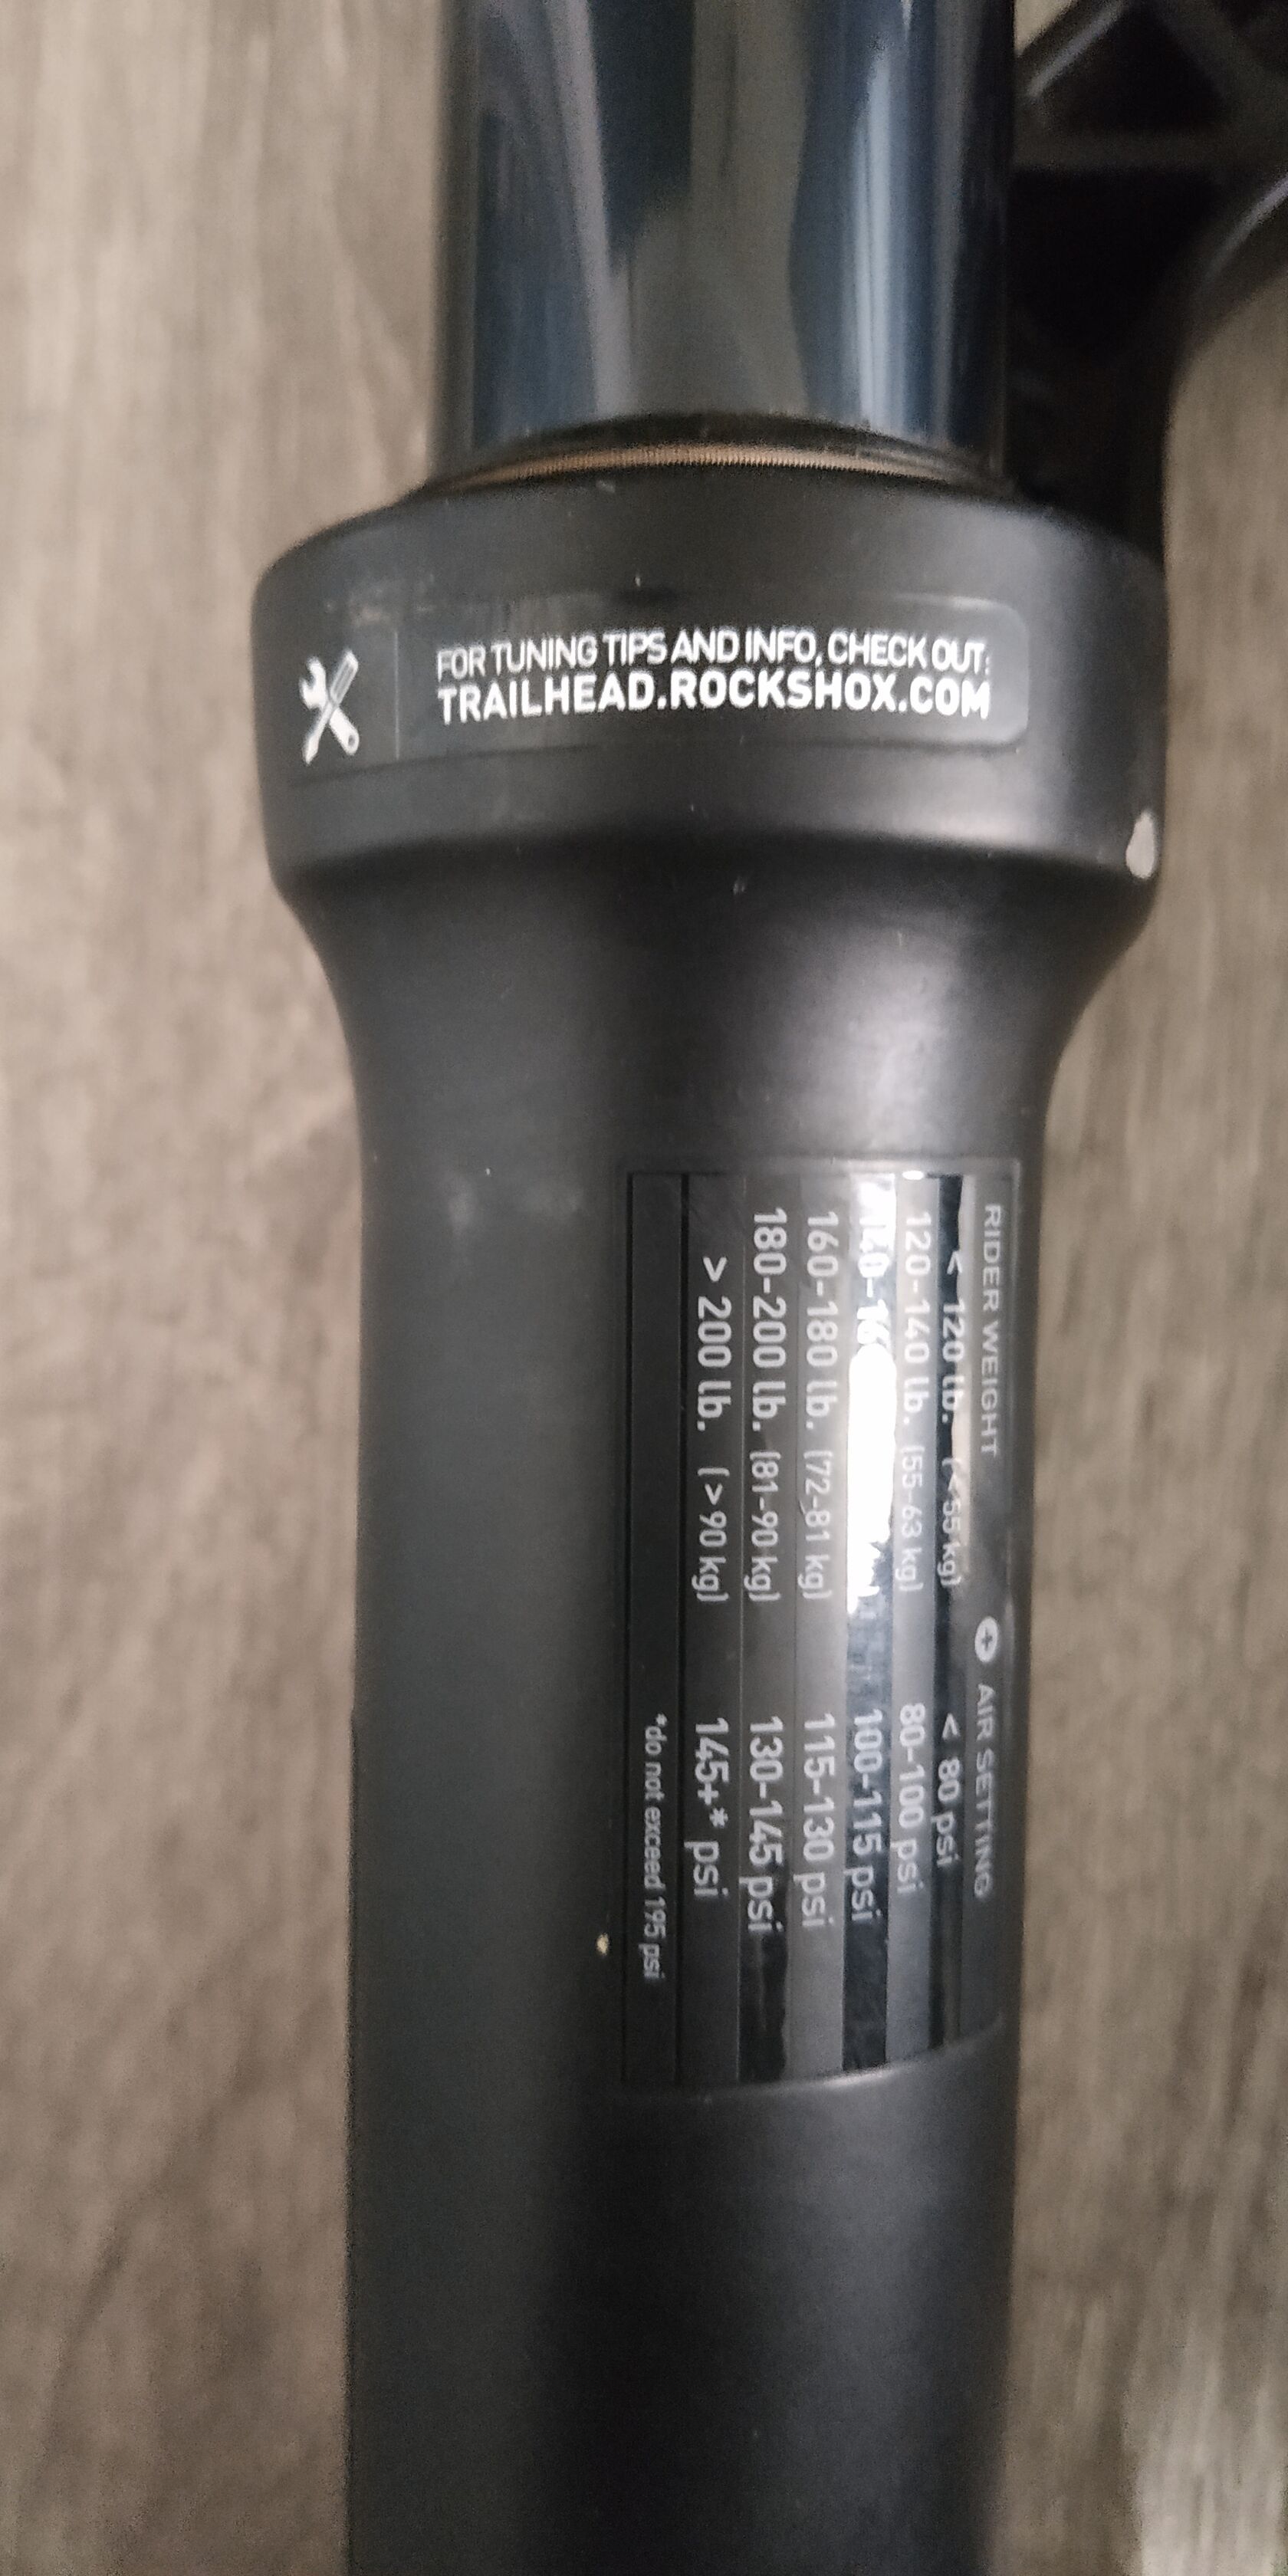 FOR TUNING TIPS AND INFO, CHECK OUT:
TRAILHEAD.ROCKSHOX.COM
RIDER WEIGHT + AIR SETTING
< 120 lb. (<55 kg) < 80 psi
120-140 lb. (55-63 kg) 80-100 psi
100-115 psi
160-180 lb. (72-81 kg) 115-130 psi
180-200 lb. (81-90 kg) 130-145 psi
> 200 lb. (>90 kg) 145+* psi
*do not exceed 195 psi